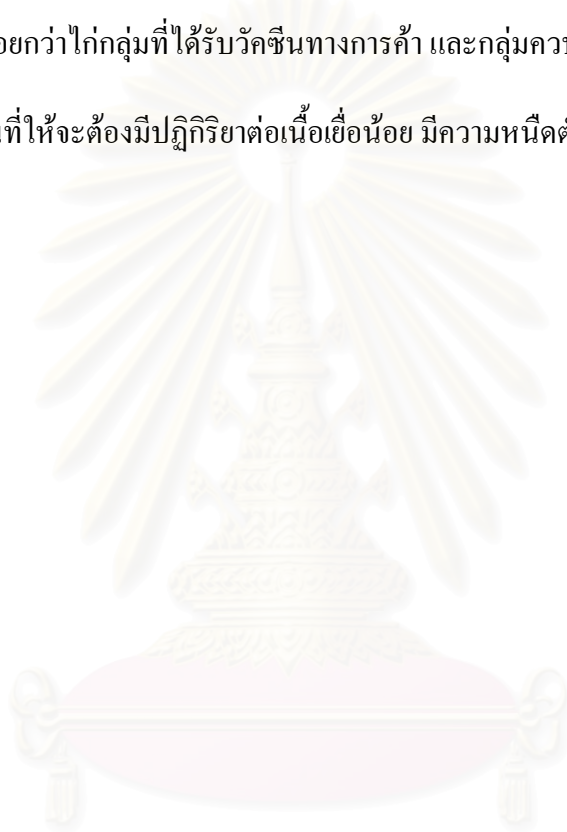 ยกว่าไก่กลุ่มที่ได้รับวัคซีนทางการค้า และกลุ่มคว
ที่ให้จะต้องมีปฏิกิริยาต่อเนื้อเยื่อน้อย มีความหนืด